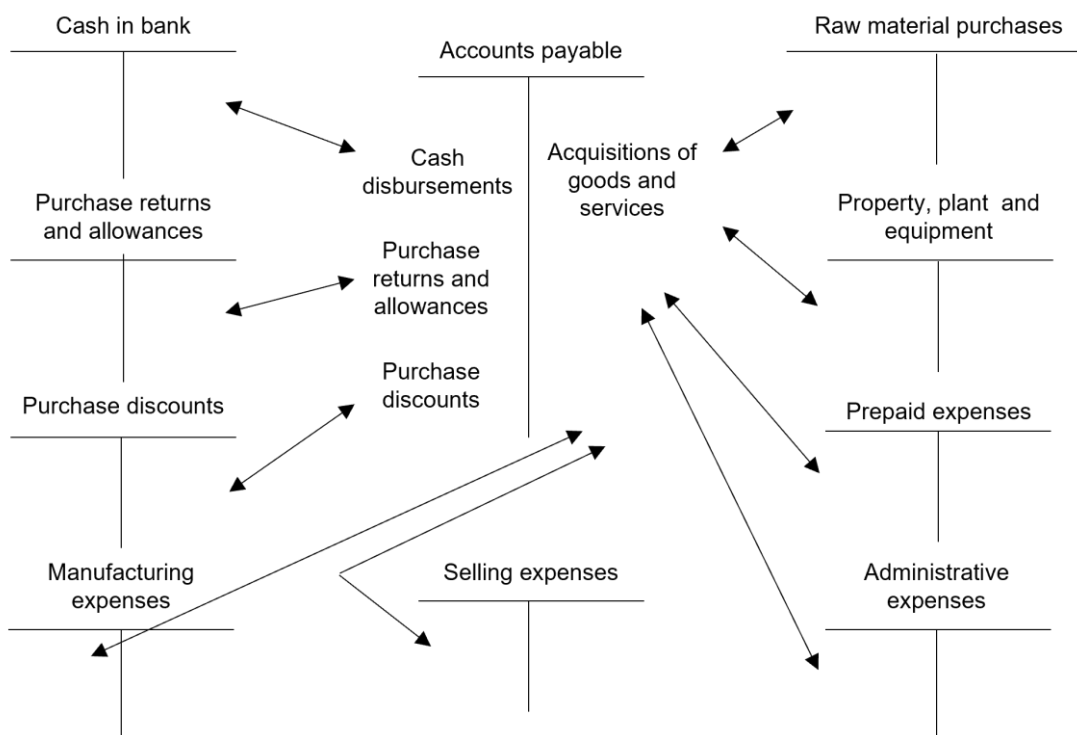 Cash in bank
Accounts payable
Raw material purchases
Cash
disbursements
Acquisitions of
goods and
services
Purchase returns
and allowances
Property, plant and
equipment
Purchase
returns and
allowances
Purchase
discounts
Purchase discounts
Prepaid expenses
Manufacturing
expenses
Selling expenses
Administrative
expenses